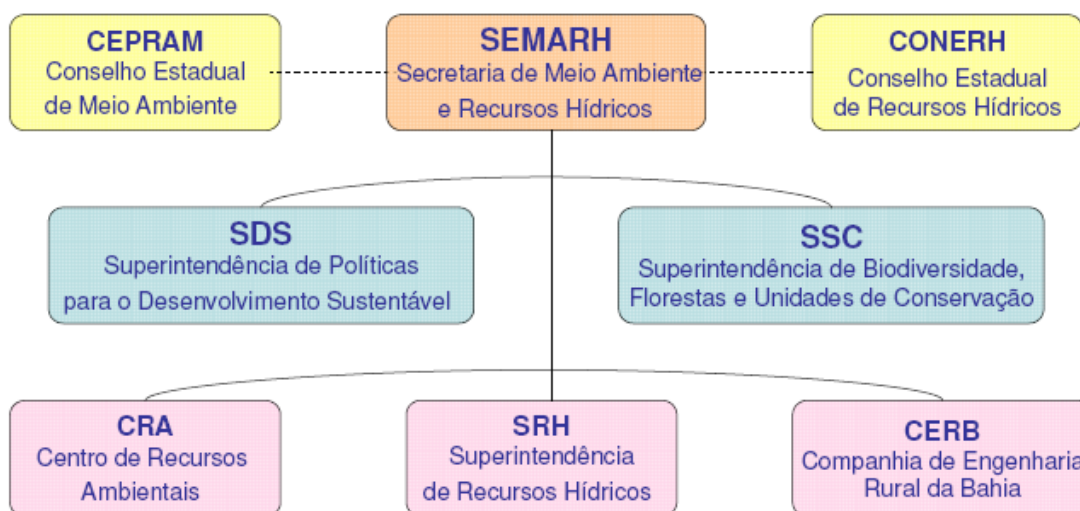 CEPRAM
Conselho Estadual
de Meio Ambiente
SEMARH
Secretaria de Meio Ambiente
e Recursos Hídricos
CONERH
Conselho Estadual
de Recursos Hídricos
SDS
Superintendência de Políticas
para o Desenvolvimento Sustentável
SSC
Superintendência de Biodiversidade,
Florestas e Unidades de Conservação
CRA
Centro de Recursos
Ambientais
SRH
Superintendência
de Recursos Hídricos
CERB
Companhia de Engenharia
Rural da Bahia